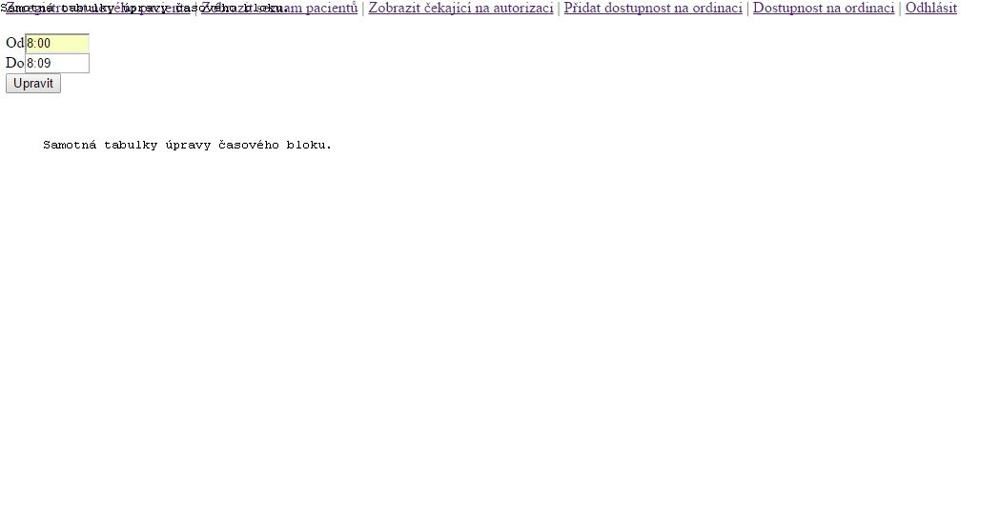 Samotná tabulky úpravy časového bloku.
Zobrazit seznam pacientů | Zobrazit čekající na autorizaci | Přidat dostupnost na ordinaci | Dostupnost na ordinaci | Odhlásit
Od 8:00
Do 8:09
Upravit
Samotná tabulky úpravy časového bloku.